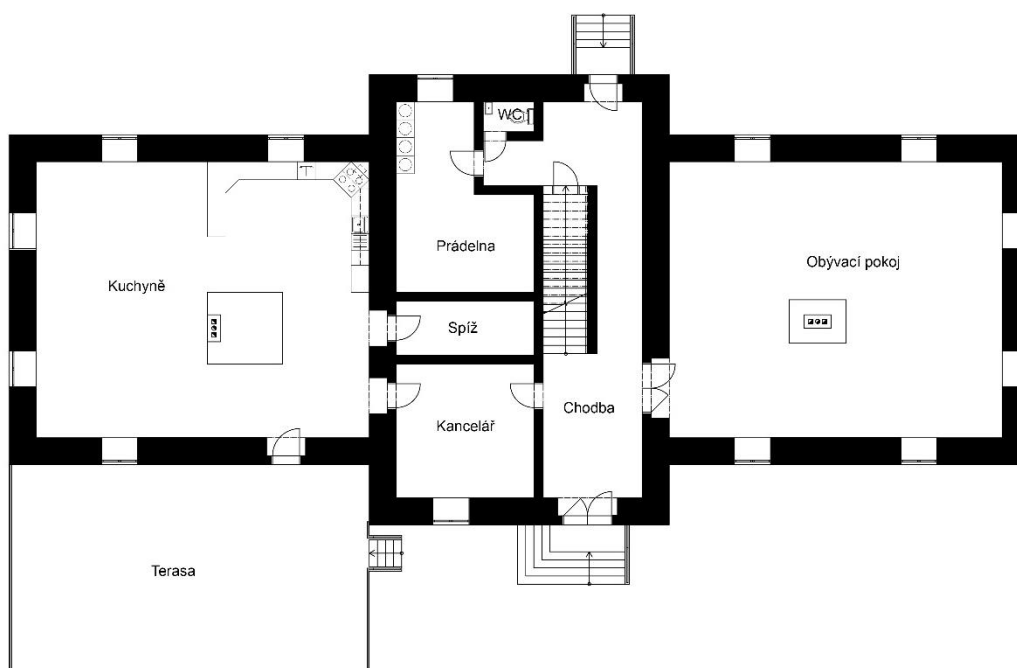 WC
Prádelna
Kuchyně
Obývací pokoj
Spíž
Chodba
Kancelář
Terasa